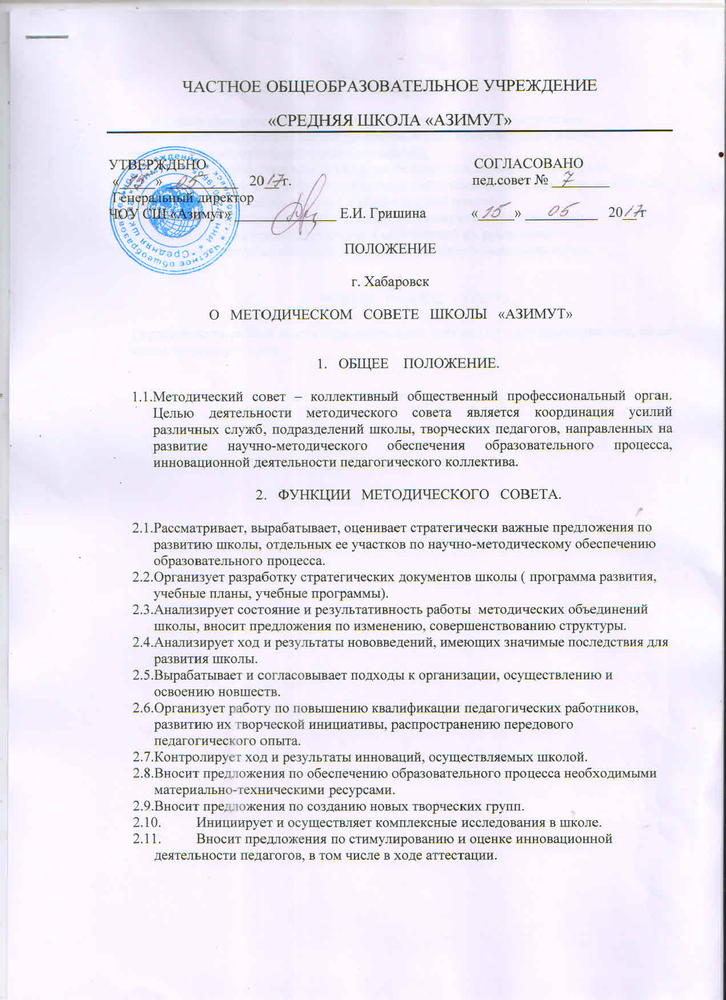 ЧАСТНОЕ ОБЩЕОБРАЗОВАТЕЛЬНОЕ УЧРЕЖДЕНИЕ
«СРЕДНЯЯ ШКОЛА «АЗИМУТ»
УТВЕРЖДЕНО СОГЛАСОВАНО
«15» 05 2017 г. пед.совет № 7
Генеральный директор
ЧОУ СШ «Азимут» Е.И. Гришина «15» 05 2017 г
ПОЛОЖЕНИЕ
г. Хабаровск
О МЕТОДИЧЕСКОМ СОВЕТЕ ШКОЛЫ «АЗИМУТ»
1. ОБЩЕЕ ПОЛОЖЕНИЕ.
1.1.Методический совет – коллективный общественный профессиональный орган.
Целью деятельности методического совета является координация усилий
различных служб, подразделений школы, творческих педагогов, направленных на
развитие научно-методического обеспечения образовательного процесса,
инновационной деятельности педагогического коллектива.
2. ФУНКЦИИ МЕТОДИЧЕСКОГО СОВЕТА.
2.1.Рассматривает, вырабатывает, оценивает стратегически важные предложения по
развитию школы, отдельных ее участков по научно-методическому обеспечению
образовательного процесса.
2.2.Организует разработку стратегических документов школы ( программа развития,
учебные планы, учебные программы).
2.3.Анализирует состояние и результативность работы методических объединений
школы, вносит предложения по изменению, совершенствованию структуры.
2.4.Анализирует ход и результаты нововведений, имеющих значимые последствия для
развития школы.
2.5.Вырабатывает и согласовывает подходы к организации, осуществлению и
освоению новшеств.
2.6.Организует работу по повышению квалификации педагогических работников,
развитию их творческой инициативы, распространению передового
педагогического опыта.
2.7.Контролирует ход и результаты инноваций, осуществляемых школой.
2.8.Вносит предложения по обеспечению образовательного процесса необходимыми
материально-техническими ресурсами.
2.9.Вносит предложения по созданию новых творческих групп.
2.10. Инициирует и осуществляет комплексные исследования в школе.
2.11. Вносит предложения по стимулированию и оценке инновационной
деятельности педагогов, в том числе в ходе аттестации.